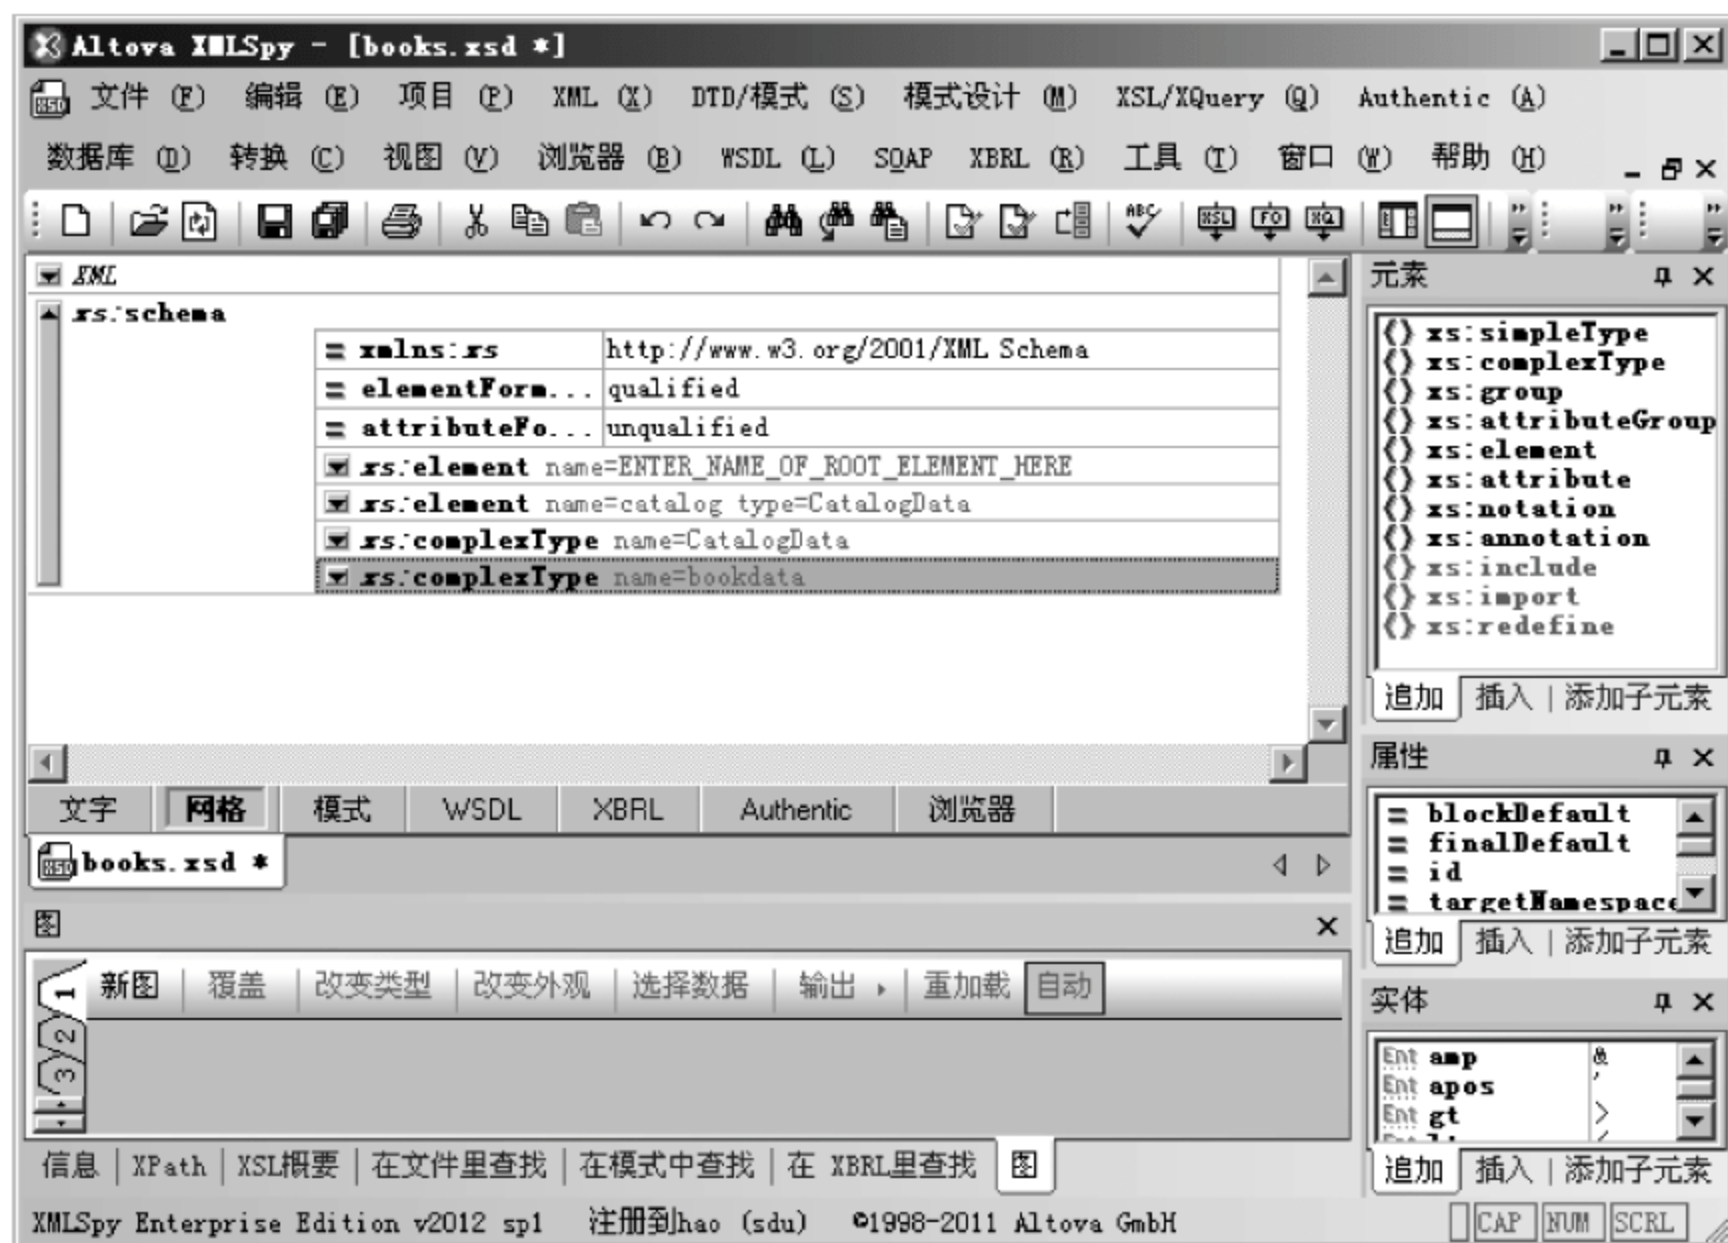 Altova XMLSpy - [books.xsd *]
文件 (F) 编辑 (E) 项目 (P) XML (X) DTD/模式 (S) 模式设计 (M) XSL/XQuery (Q) Authentic (A)
数据库 (D) 转换 (C) 视图 (V) 浏览器 (B) WSDL (L) SOAP XBRL (R) 工具 (T) 窗口 (W) 帮助 (H)
XML
xs:schema
= xmlns:xs http://www.w3.org/2001/XML Schema
= elementForm... qualified
= attributeFo... unqualified
xs:element name=ENTER_NAME_OF_ROOT_ELEMENT_HERE
xs:element name=catalog type=CatalogData
xs:complexType name=CatalogData
xs:complexType name=bookdata
文字 网格 模式 WSDL XBRL Authentic 浏览器
books.xsd *
图
1 新图 覆盖 改变类型 改变外观 选择数据 输出 重加载 自动
2
3
信息 XPath XSL概要 在文件里查找 在模式中查找 在 XBRL里查找 图
元素
{} xs:simpleType
{} xs:complexType
{} xs:group
{} xs:attributeGroup
{} xs:element
{} xs:attribute
{} xs:notation
{} xs:annotation
{} xs:include
{} xs:import
{} xs:redefine
追加 插入 添加子元素
属性
= blockDefault
= finalDefault
= id
= targetNamespace
追加 插入 添加子元素
实体
Ent amp &
Ent apos '
Ent gt >
追加 插入 添加子元素
XMLSpy Enterprise Edition v2012 sp1 注册到hao (sdu) ©1998-2011 Altova GmbH CAP NUM SCRL